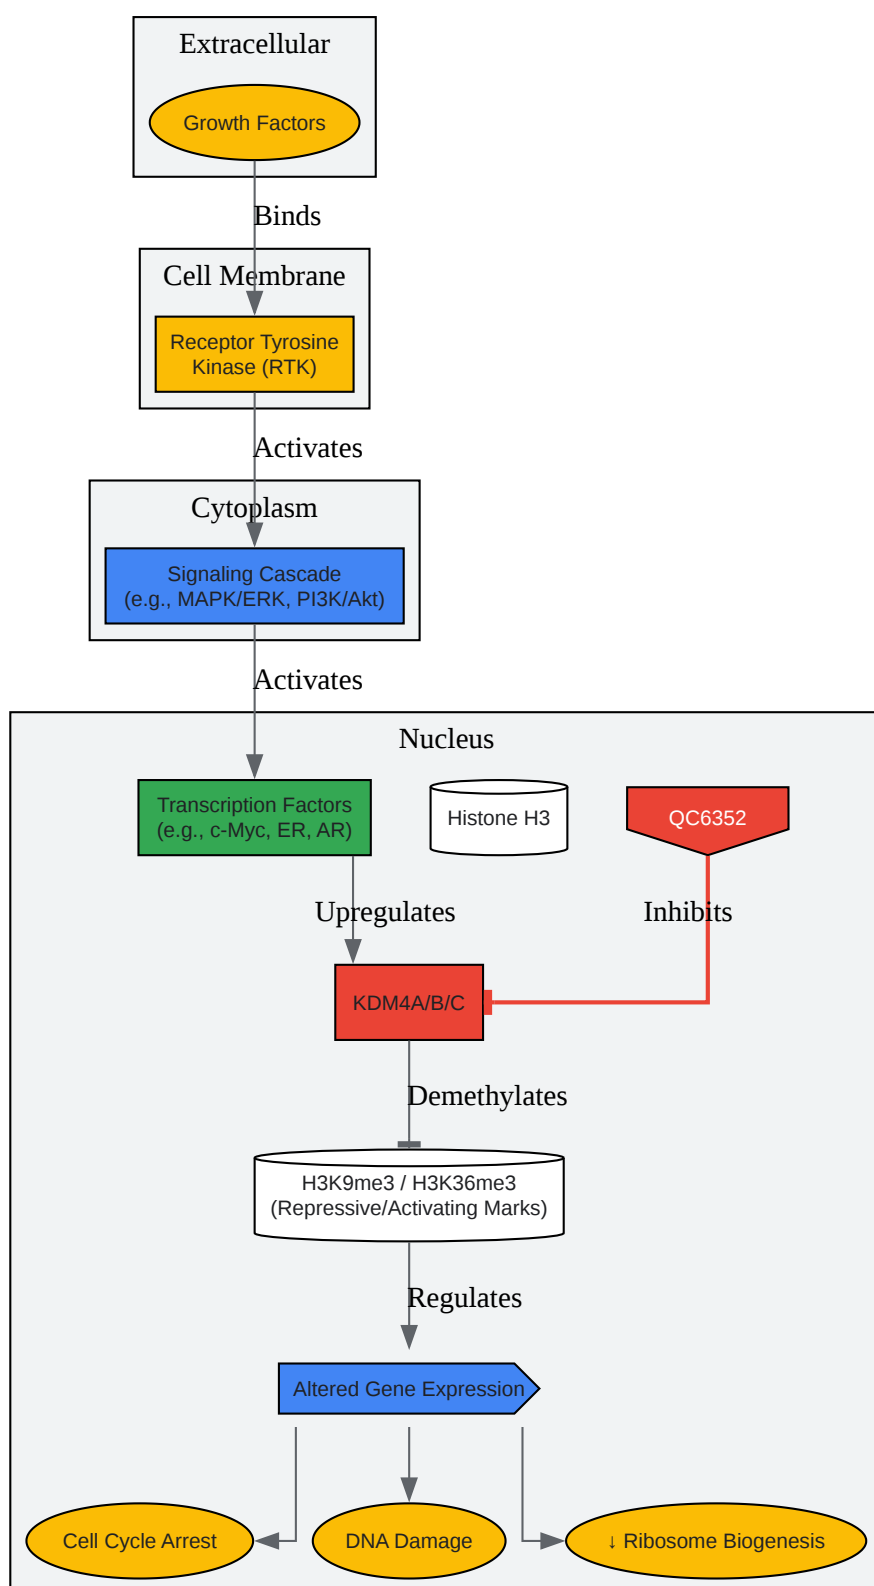 Extracellular
Growth Factors
Binds
Cell Membrane
Receptor Tyrosine
Kinase (RTK)
Activates
Cytoplasm
Signaling Cascade
(e.g., MAPK/ERK, PI3K/Akt)
Activates
Nucleus
Transcription Factors
(e.g., c-Myc, ER, AR)
Histone H3
QC6352
Upregulates
Inhibits
KDM4A/B/C
Demethylates
H3K9me3 / H3K36me3
(Repressive/Activating Marks)
Regulates
Altered Gene Expression
Cell Cycle Arrest
DNA Damage
↓ Ribosome Biogenesis